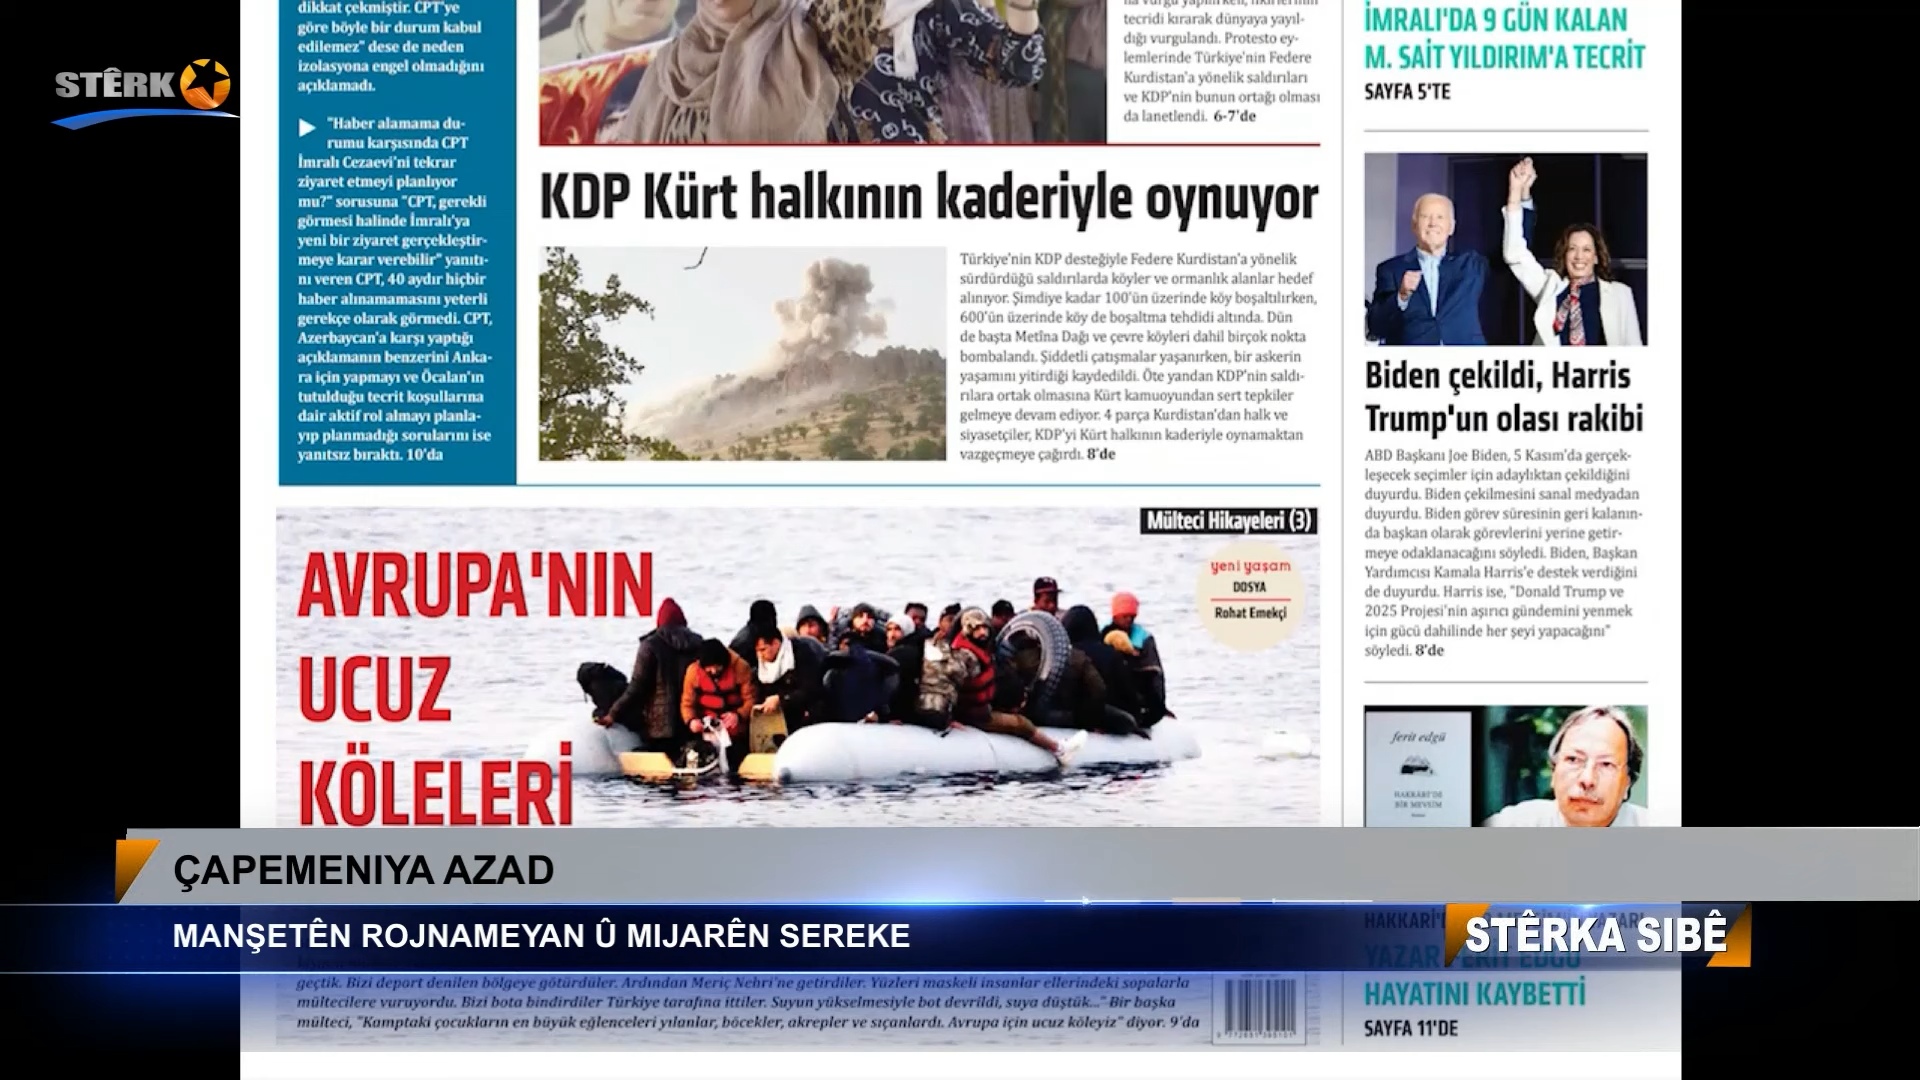 STÊRK
dikkat çekmiştir. CPT'ye
göre böyle bir durum kabul
edilemez" dese de neden
izolasyona engel olmadığını
açıklamadı.
"Haber alamama du-
rumu karşısında CPT
İmralı Cezaevi'ni tekrar
ziyaret etmeyi planlıyor
mu?" sorusuna "CPT, gerekli
görmesi halinde İmralı'ya
yeni bir ziyaret gerçekleştir-
meye karar verebilir" yanıtı-
nı veren CPT, 40 aydır hiçbir
haber alınamamasını yeterli
gerekçe olarak görmedi. CPT,
Azerbaycan'a karşı yaptığı
açıklamanın benzerini Anka-
ra için yapmayı ve Öcalan'ın
tutulduğu tecrit koşullarına
dair aktif rol almayı planla-
yıp planmadığı sorularını ise
yanıtsız bıraktı. 10'da
tecridi kırarak dünyaya yayıl-
dığı vurgulandı. Protesto ey-
lemlerinde Türkiye'nin Federe
Kurdistan'a yönelik saldırıları
ve KDP'nin bunun ortağı olması
da lanetlendi. 6-7'de
KDP Kürt halkının kaderiyle oynuyor
Türkiye'nin KDP desteğiyle Federe Kurdistan'a yönelik
sürdürdüğü saldırılarda köyler ve ormanlık alanlar hedef
alınıyor. Şimdiye kadar 100'ün üzerinde köy boşaltılırken,
600'ün üzerinde köy de boşaltma tehdidi altında. Dün
de başta Metîna Dağı ve çevre köyleri dahil birçok nokta
bombalandı. Şiddetli çatışmalar yaşanırken, bir askerin
yaşamını yitirdiği kaydedildi. Öte yandan KDP'nin saldı-
rılara ortak olmasına Kürt kamuoyundan sert tepkiler
gelmeye devam ediyor. 4 parça Kurdistan'dan halk ve
siyasetçiler, KDP'yi Kürt halkının kaderiyle oynamaktan
vazgeçmeye çağırdı. 8'de
İMRALI'DA 9 GÜN KALAN
M. SAİT YILDIRIM'A TECRİT
SAYFA 5'TE
Biden çekildi, Harris
Trump'un olası rakibi
ABD Başkanı Joe Biden, 5 Kasım'da gerçek-
leşecek seçimler için adaylıktan çekildiğini
duyurdu. Biden çekilmesini sanal medyadan
duyurdu. Biden görev süresinin geri kalanın-
da başkan olarak görevlerini yerine getir-
meye odaklanacağını söyledi. Biden, Başkan
Yardımcısı Kamala Harris'e destek verdiğini
de duyurdu. Harris ise, "Donald Trump ve
2025 Projesi'nin aşırıcı gündemini yenmek
için gücü dahilinde her şeyi yapacağını"
söyledi. 8'de
Mülteci Hikayeleri (3)
yeni yaşam
DOSYA
Rohat Emekçi
AVRUPA'NIN
UCUZ
KÖLELERİ
ferit edgü
HAKKARİ'DE
BİR MEVSİM
ÇAPEMENIYA AZAD
MANŞETÊN ROJNAMEYAN Û MIJARÊN SEREKE
STÊRKA SIBÊ
YAZAR FERİT EDGÜ
HAYATINI KAYBETTİ
SAYFA 11'DE
geçtik. Bizi depart denilen bölgeye götürdüler. Ardından Meriç Nehri'ne getirdiler. Yüzleri maskeli insanlar ellerindeki sopalarla
mültecilere vuruyordu. Bizi bota bindirdiler Türkiye tarafına ittiler. Suyun yükselmesiyle bot devrildi, suya düştük..." Bir başka
mülteci, "Kamptaki çocukların en büyük eğlenceleri yılanlar, böcekler, akrepler ve sıçanlardı. Avrupa için ucuz köleyiz" diyor. 9'da